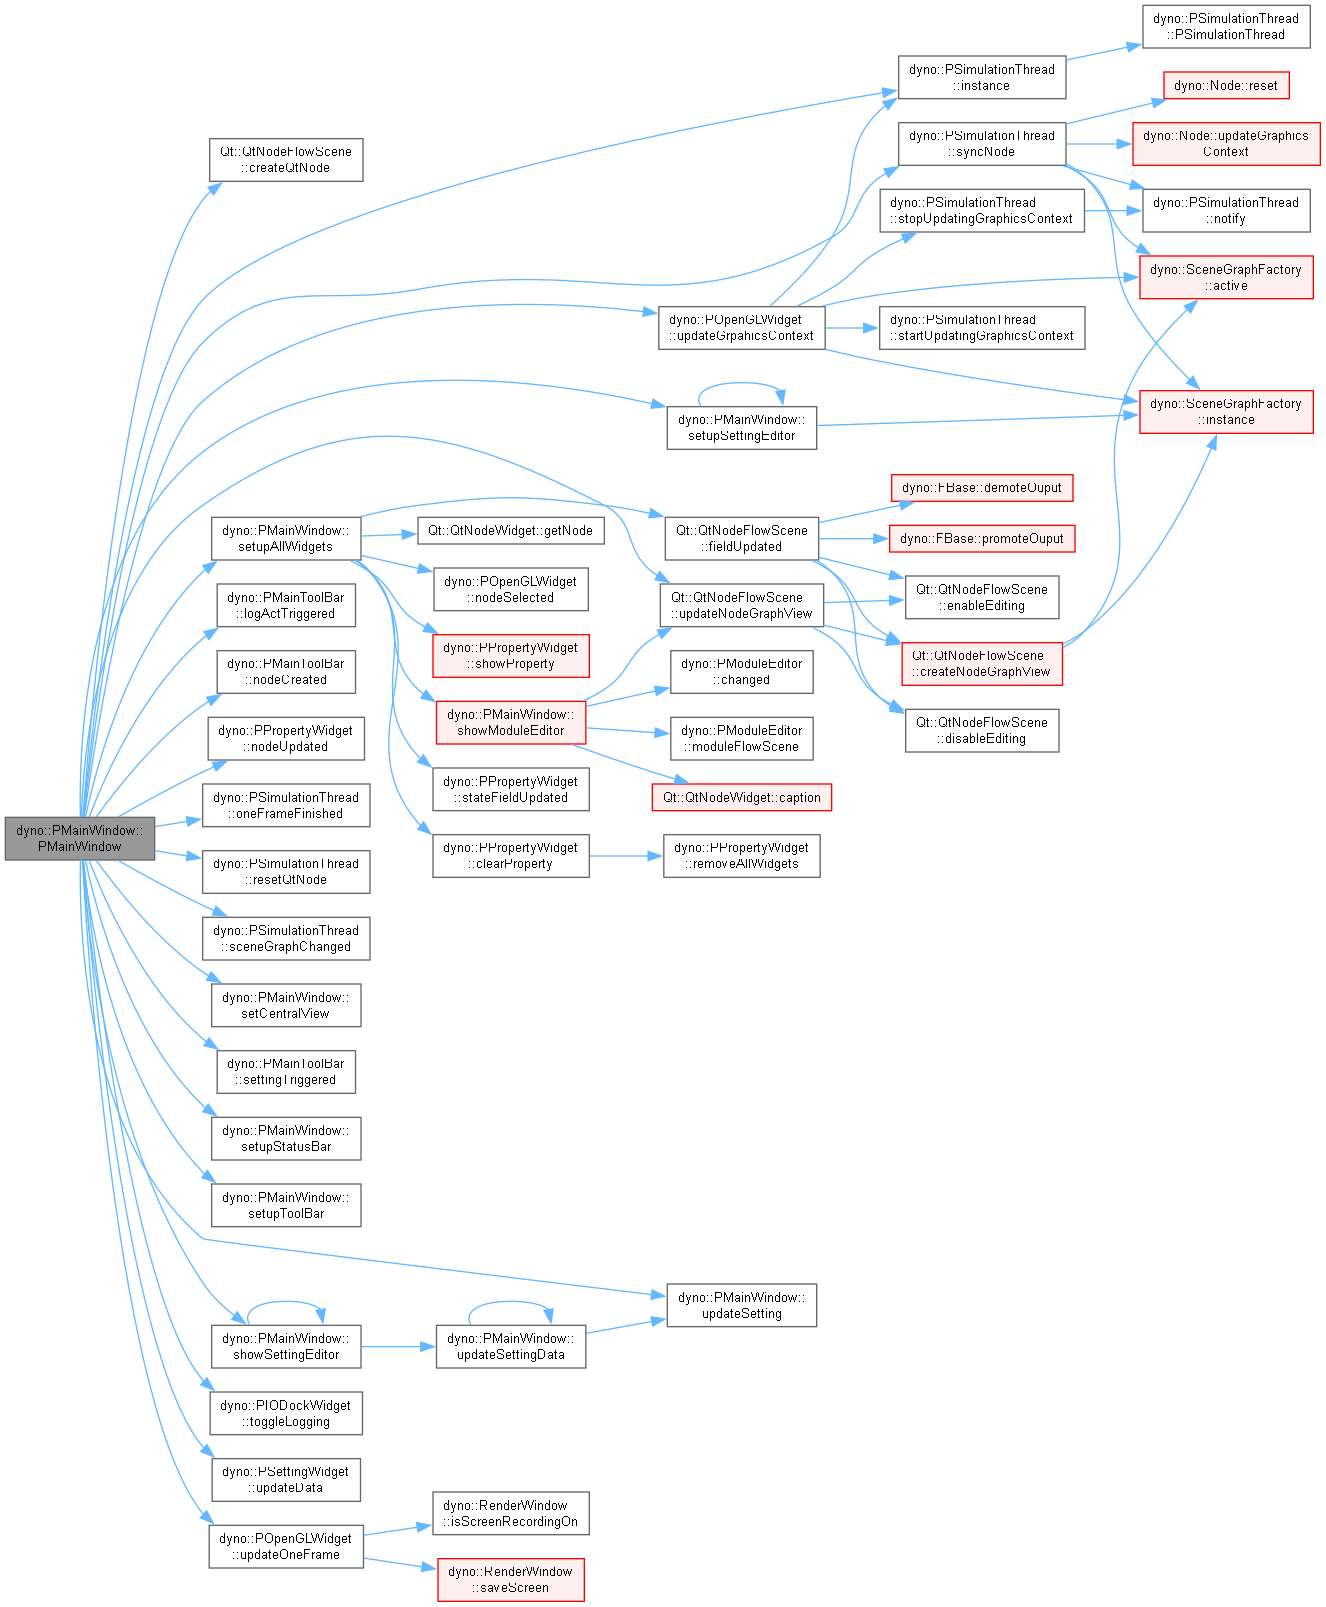 dyno::PMainWindow::
PMainWindow
Qt::QtNodeFlowScene
::createQtNode
dyno::PMainWindow::
setupAllWidgets
dyno::PMainToolBar
::logActTriggered
dyno::PMainToolBar
::nodeCreated
dyno::PPropertyWidget
::nodeUpdated
dyno::PSimulationThread
::oneFrameFinished
dyno::PSimulationThread
::resetQtNode
dyno::PSimulationThread
::sceneGraphChanged
dyno::PMainWindow::
setCentralView
dyno::PMainToolBar
::settingTriggered
dyno::PMainWindow::
setupStatusBar
dyno::PMainWindow::
setupToolBar
dyno::PMainWindow::
showSettingEditor
dyno::PIODockWidget
::toggleLogging
dyno::PSettingWidget
::updateData
dyno::POpenGLWidget
::updateOneFrame
Qt::QtNodeWidget::getNode
dyno::POpenGLWidget
::nodeSelected
dyno::PPropertyWidget
::showProperty
dyno::PMainWindow::
showModuleEditor
dyno::PPropertyWidget
::stateFieldUpdated
dyno::PPropertyWidget
::clearProperty
dyno::PMainWindow::
updateSettingData
dyno::RenderWindow
::isScreenRecordingOn
dyno::RenderWindow
::saveScreen
dyno::POpenGLWidget
::updateGrpahicsContext
dyno::PMainWindow::
setupSettingEditor
Qt::QtNodeFlowScene
::fieldUpdated
Qt::QtNodeFlowScene
::updateNodeGraphView
dyno::PModuleEditor
::changed
dyno::PModuleEditor
::moduleFlowScene
Qt::QtNodeWidget::caption
dyno::PPropertyWidget
::removeAllWidgets
dyno::PMainWindow::
updateSetting
dyno::PSimulationThread
::instance
dyno::PSimulationThread
::syncNode
dyno::PSimulationThread
::stopUpdatingGraphicsContext
dyno::PSimulationThread
::startUpdatingGraphicsContext
dyno::FBase::demoteOuput
dyno::FBase::promoteOuput
Qt::QtNodeFlowScene
::enableEditing
Qt::QtNodeFlowScene
::createNodeGraphView
Qt::QtNodeFlowScene
::disableEditing
dyno::PSimulationThread
::PSimulationThread
dyno::Node::reset
dyno::Node::updateGraphics
Context
dyno::PSimulationThread
::notify
dyno::SceneGraphFactory
::active
dyno::SceneGraphFactory
::instance